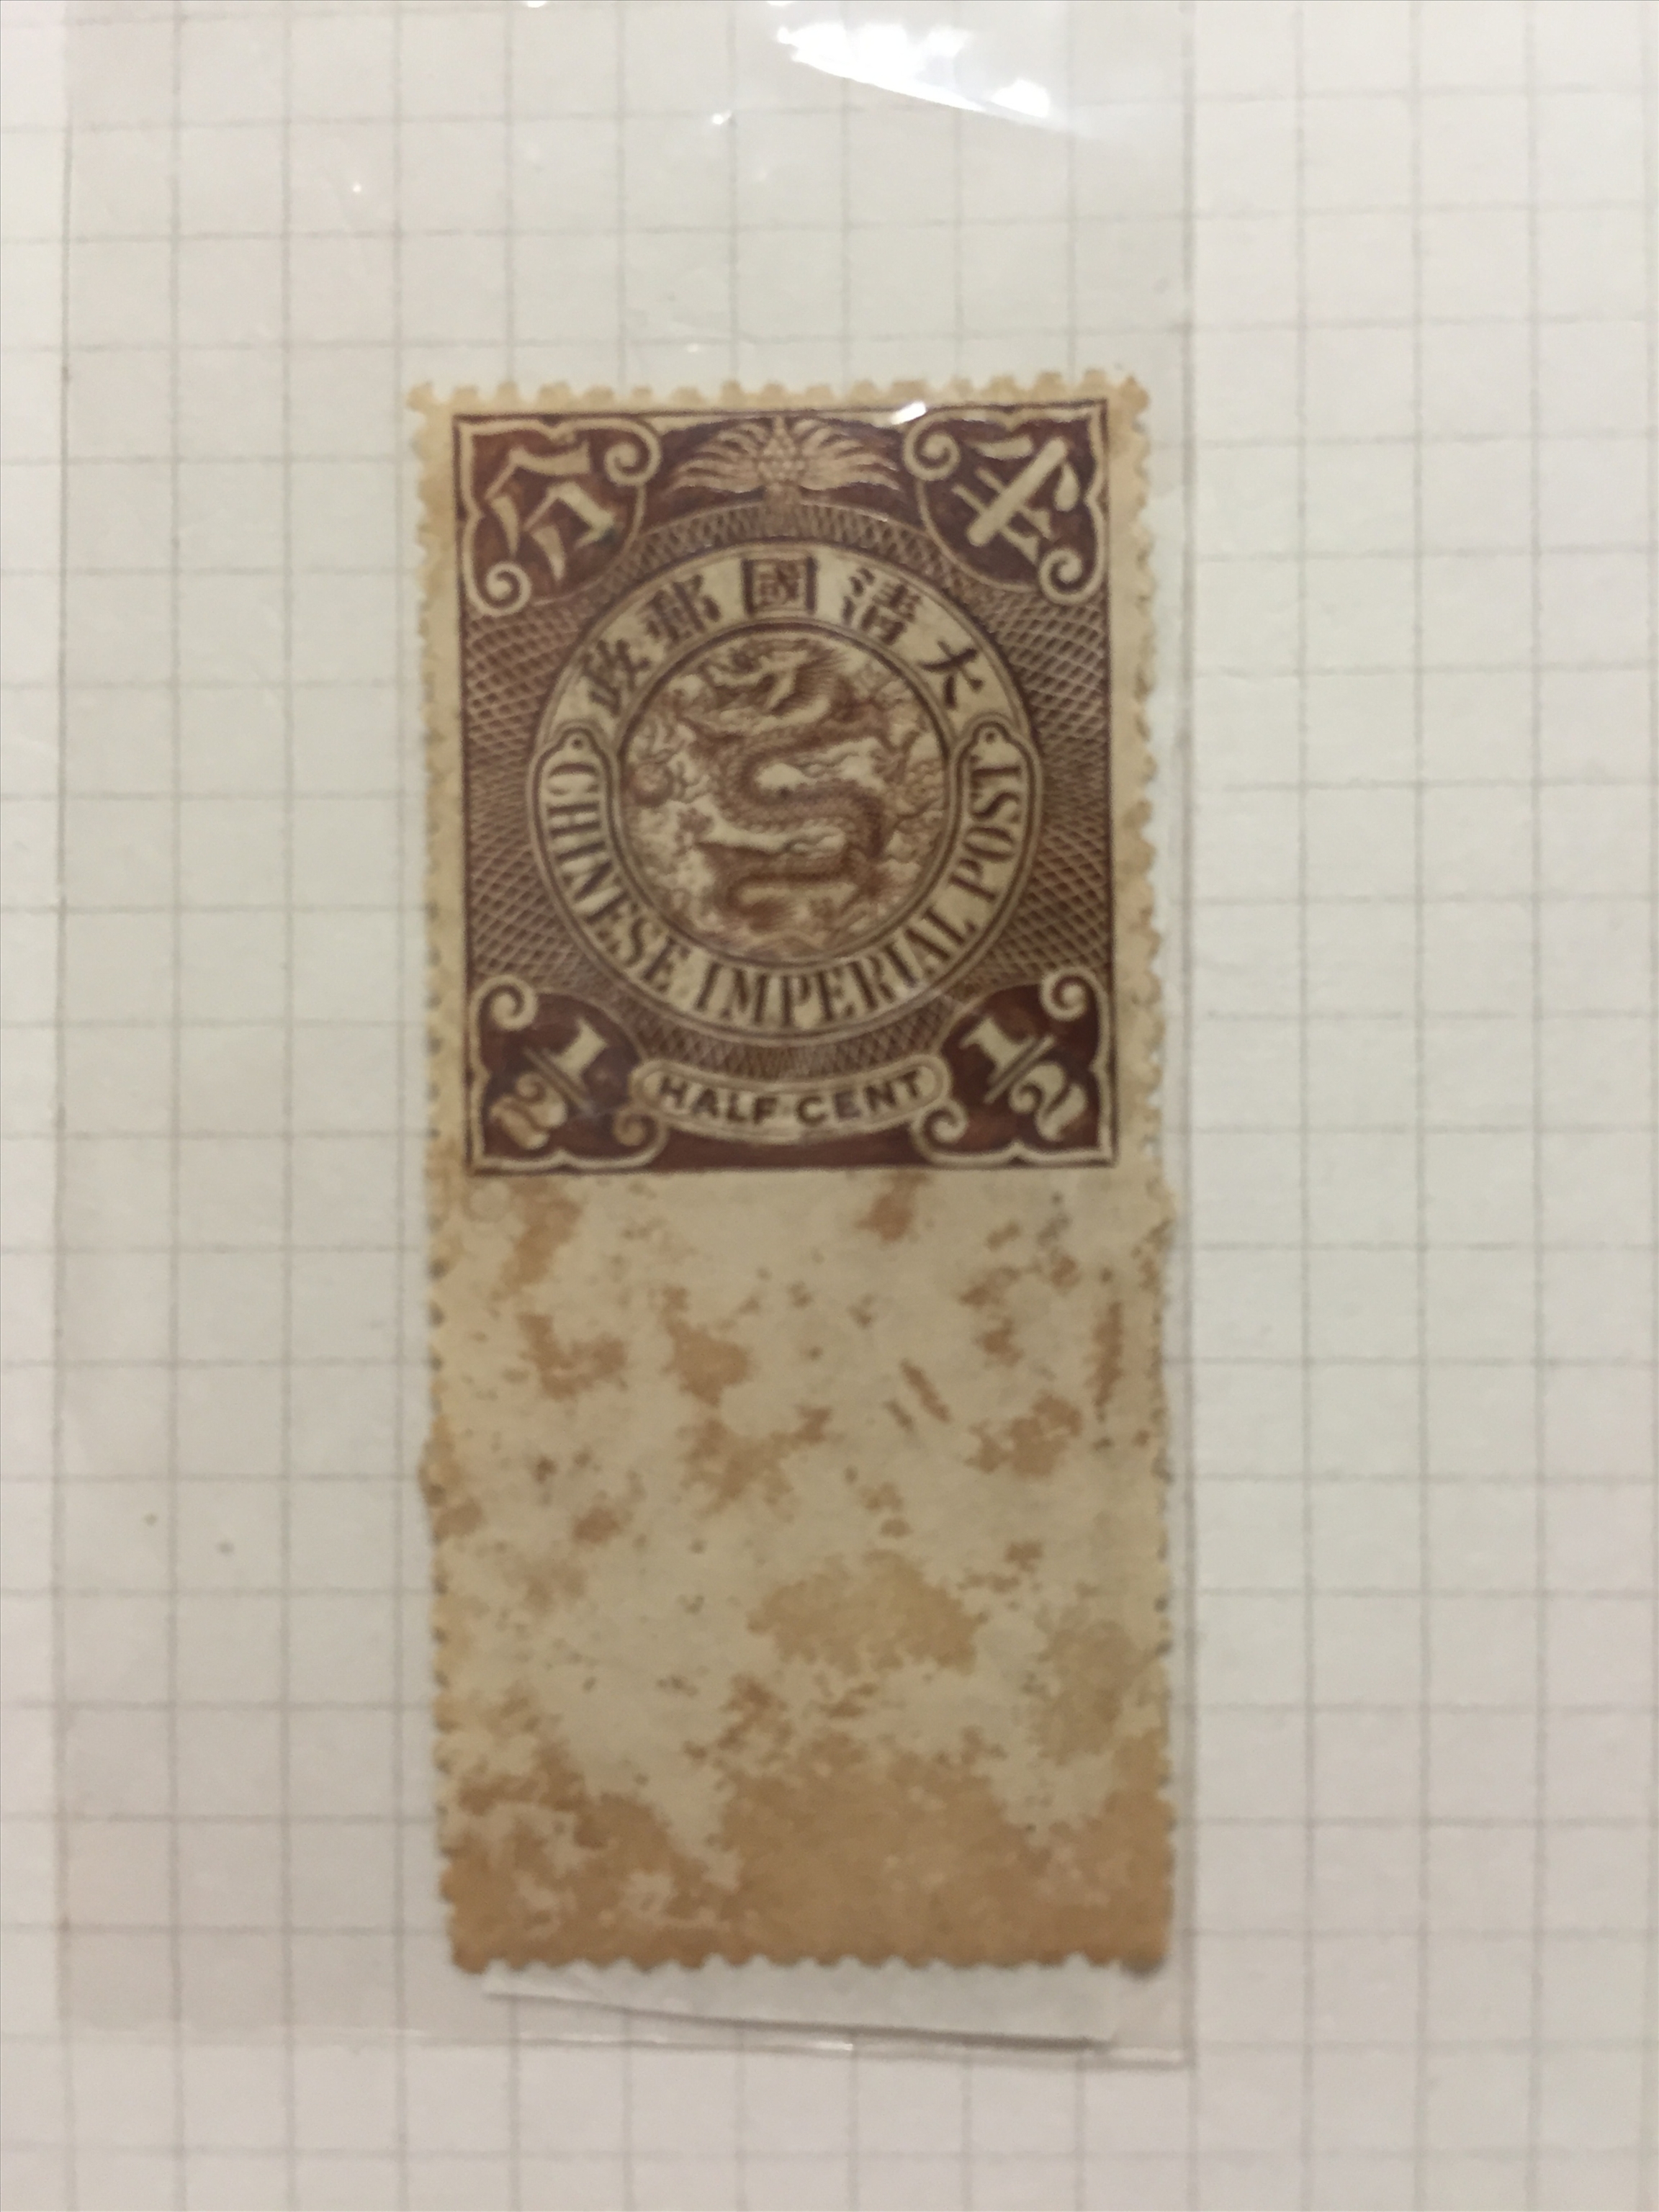 分 半
政郵國清大
CHINESE IMPERIAL POST
1/2 HALF CENT 1/2